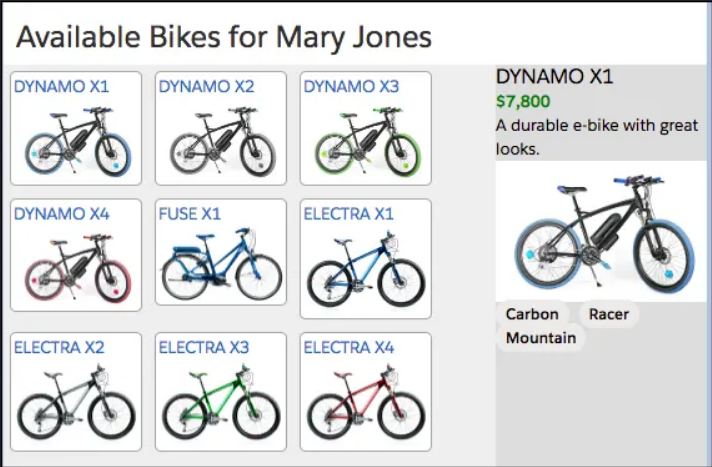 Available Bikes for Mary Jones
DYNAMO X1
DYNAMO X2
DYNAMO X3
DYNAMO X4
FUSE X1
ELECTRA X1
ELECTRA X2
ELECTRA X3
ELECTRA X4
DYNAMO X1
$7,800
A durable e-bike with great
looks.
Carbon
Racer
Mountain